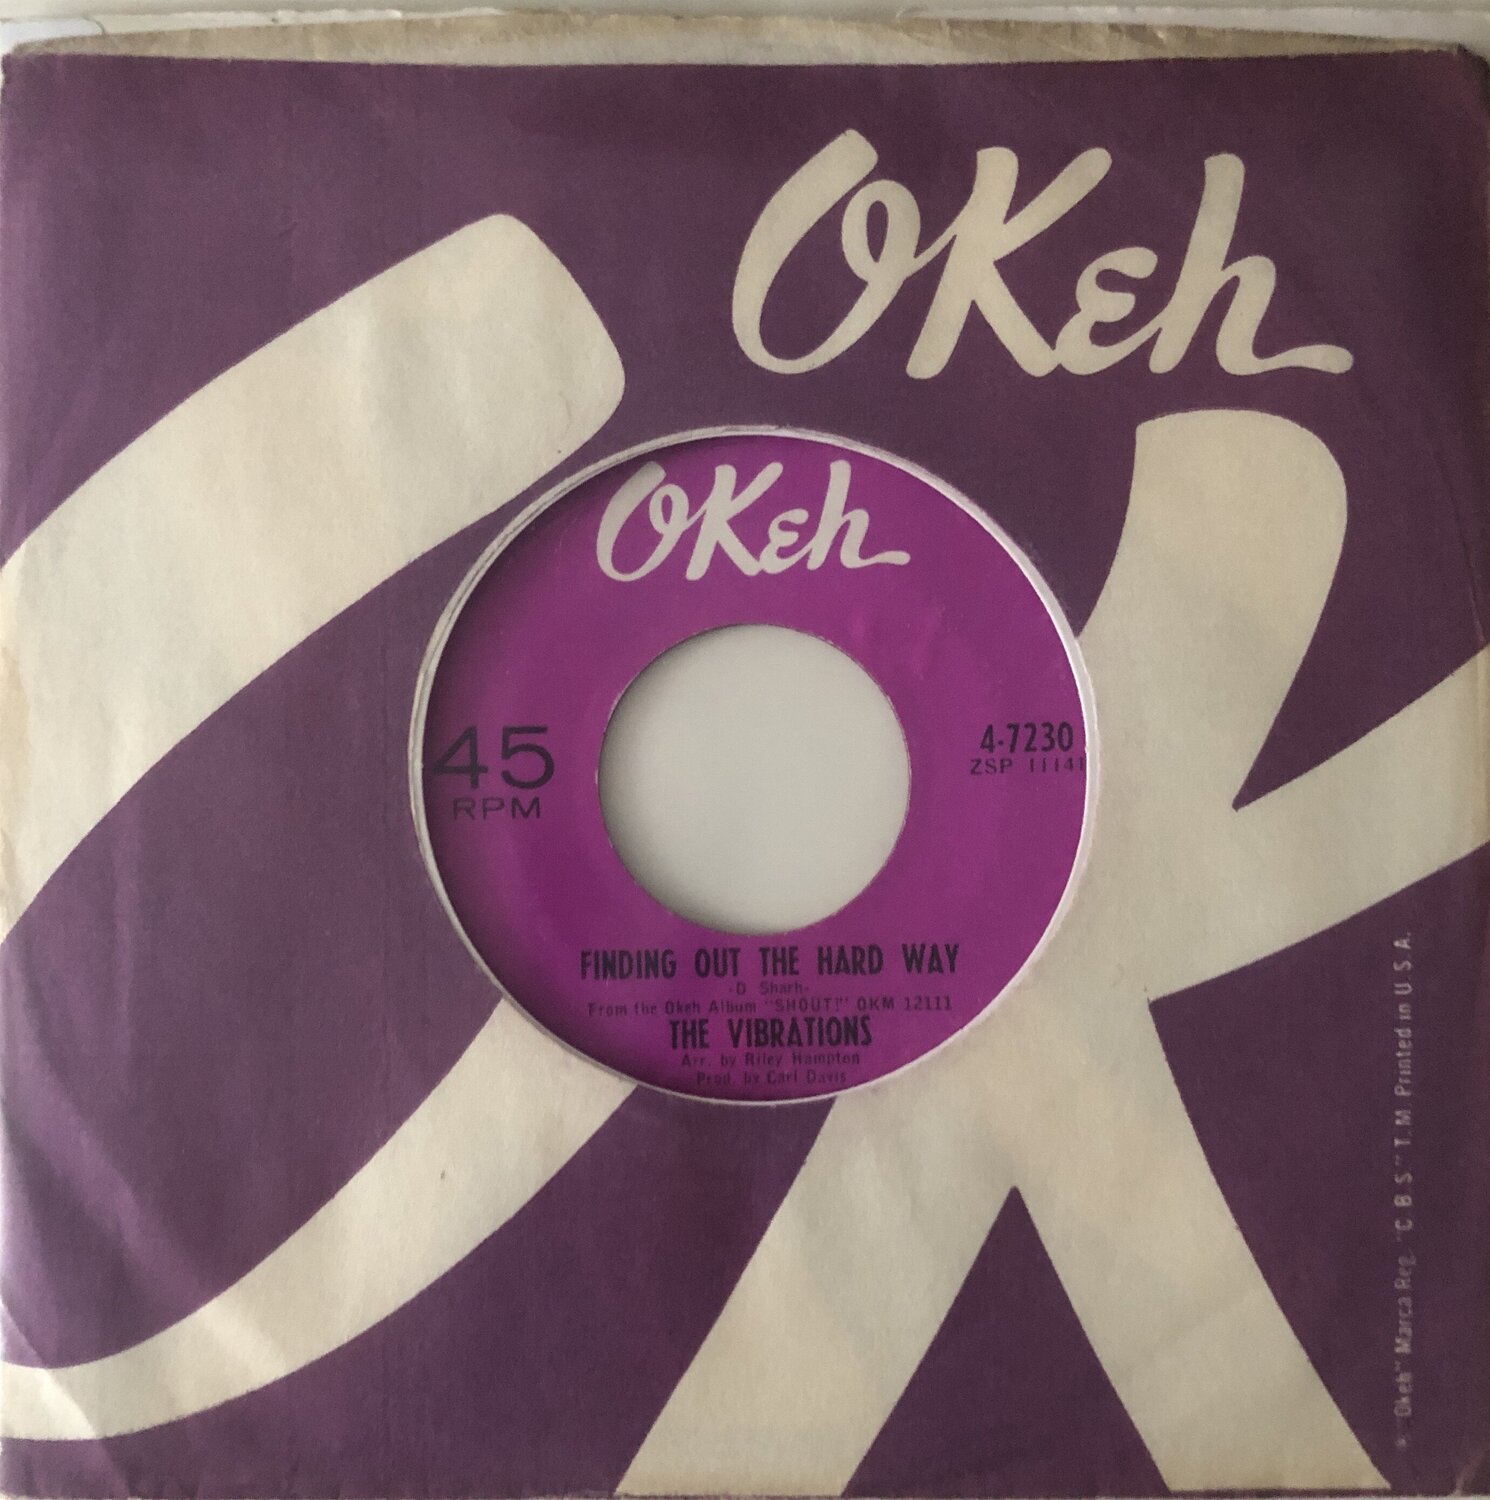 OKeh
OKeh
45
RPM
4-7230
ZSP 11141
FINDING OUT THE HARD WAY
-D Sharh-
From the Okeh Album "SHOUT!" OKM 12111
THE VIBRATIONS
Arr. by Riley Hampton
Prod. by Carl Davis
"Okeh" Marca Reg. "C.B.S." T.M. Printed in U.S.A.